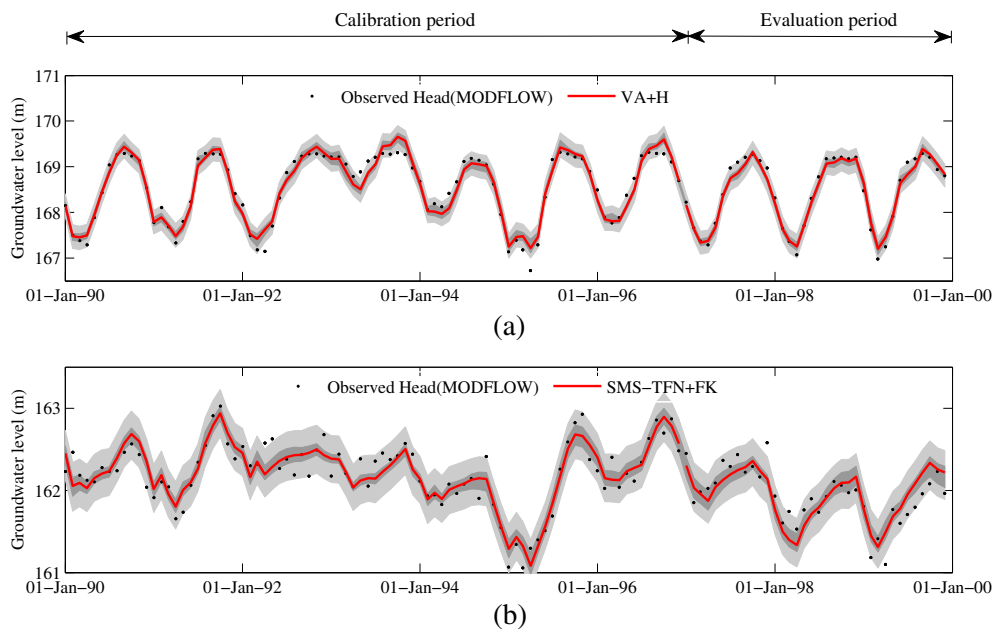 Calibration period
Evaluation period
171
170
169
168
167
Groundwater level (m)
Observed Head(MODFLOW)
VA+H
01−Jan−90
01−Jan−92
01−Jan−94
01−Jan−96
01−Jan−98
01−Jan−00
(a)
163
162
161
Groundwater level (m)
Observed Head(MODFLOW)
SMS−TFN+FK
01−Jan−90
01−Jan−92
01−Jan−94
01−Jan−96
01−Jan−98
01−Jan−00
(b)